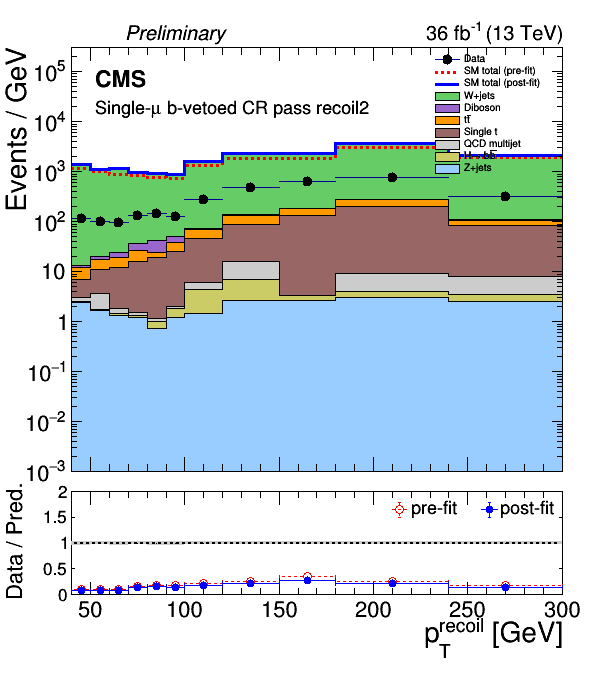 Preliminary
36 fb⁻¹ (13 TeV)
CMS
Single-μ b-vetoed CR pass recoil2
Data
SM total (pre-fit)
SM total (post-fit)
W+jets
Diboson
tt̅
Single t
QCD multijet
H→bb̅
Z+jets
Events / GeV
10⁵
10⁴
10³
10²
10
1
10⁻¹
10⁻²
10⁻³
Data / Pred.
2
1.5
1
0.5
0
pre-fit
post-fit
50
100
150
200
250
300
p_T^recoil [GeV]